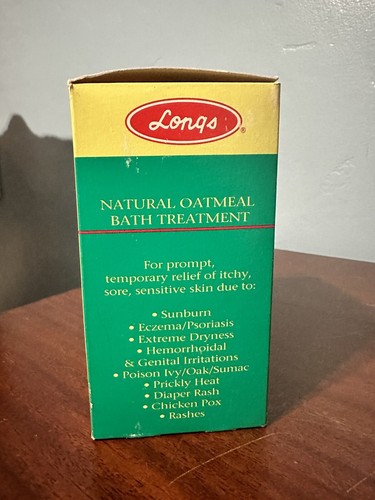 Longs®
NATURAL OATMEAL
BATH TREATMENT
For prompt,
temporary relief of itchy,
sore, sensitive skin due to:
• Sunburn
• Eczema/Psoriasis
• Extreme Dryness
• Hemorrhoidal
& Genital Irritations
• Poison Ivy/Oak/Sumac
• Prickly Heat
• Diaper Rash
• Chicken Pox
• Rashes